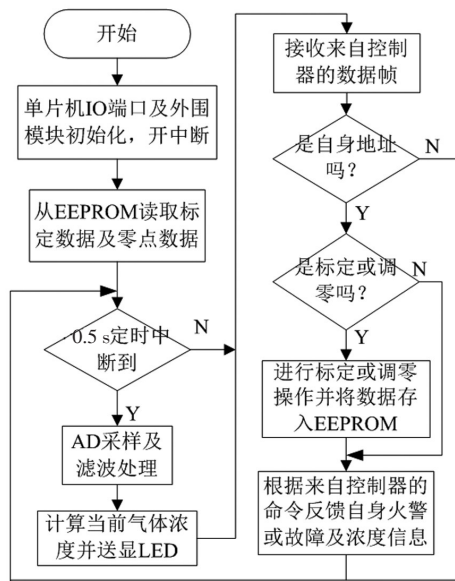 开始
单片机IO端口及外围
模块初始化，开中断
从EEPROM读取标
定数据及零点数据
0.5 s定时中
断到
N
Y
AD采样及
滤波处理
计算当前气体浓
度并送显LED
接收来自控制
器的数据帧
是自身地址
吗？
N
Y
是标定或调
零吗？
N
Y
进行标定或调零
操作并将数据存
入EEPROM
根据来自控制器的
命令反馈自身火警
或故障及浓度信息